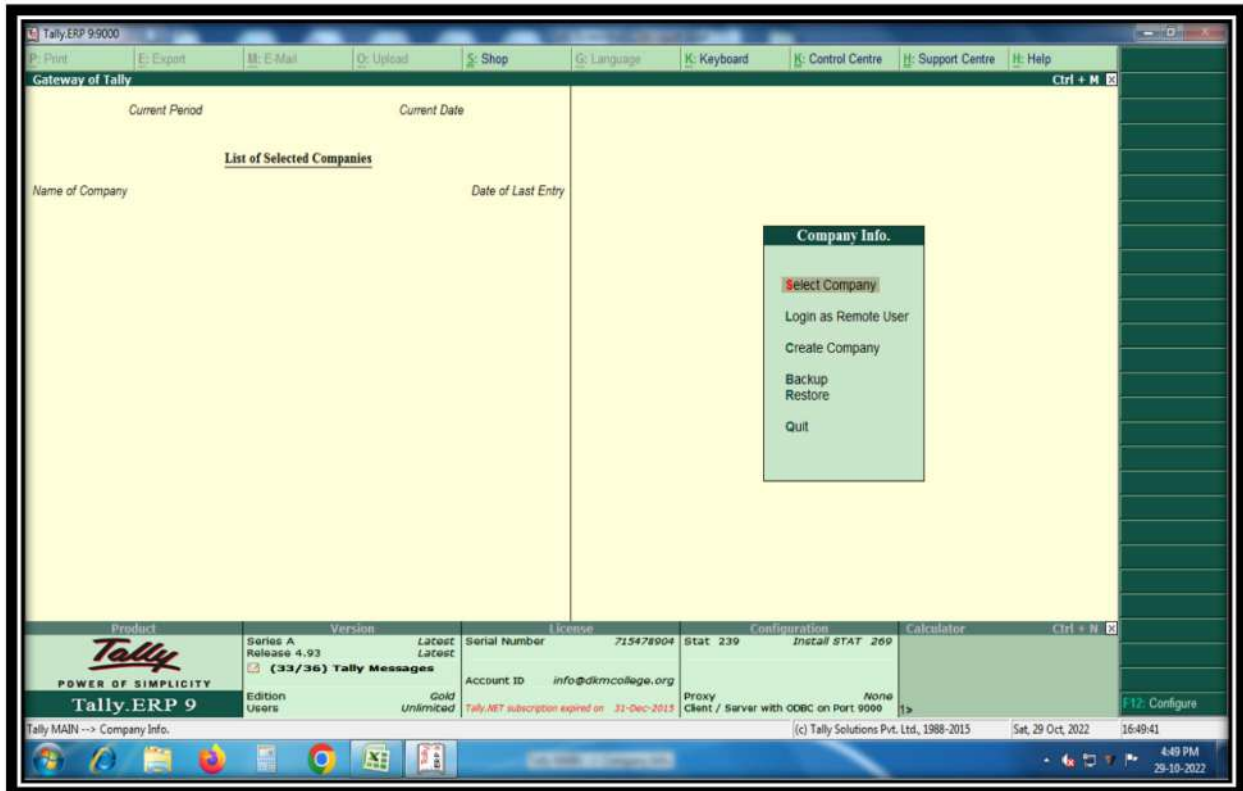 Tally.ERP 9:9000
P: Print E: Export M: E-Mail O: Upload S: Shop G: Language K: Keyboard K: Control Centre H: Support Centre H: Help
Gateway of Tally Ctrl + M
Current Period Current Date
List of Selected Companies
Name of Company Date of Last Entry
Company Info.
Select Company
Login as Remote User
Create Company
Backup
Restore
Quit
Product Version License Configuration Calculator Ctrl + N
Tally
POWER OF SIMPLICITY
Tally.ERP 9
Series A Latest
Release 4.93 Latest
(33/36) Tally Messages
Edition Gold
Users Unlimited
Serial Number 715478904
Account ID info@dkmcollege.org
Tally.NET subscription expired on 31-Dec-2015
Stat 239 Install STAT 269
Proxy None
Client / Server with ODBC on Port 9000
1>
F12: Configure
Tally MAIN --> Company Info. (c) Tally Solutions Pvt. Ltd., 1988-2015 Sat, 29 Oct, 2022 16:49:41
4:49 PM
29-10-2022